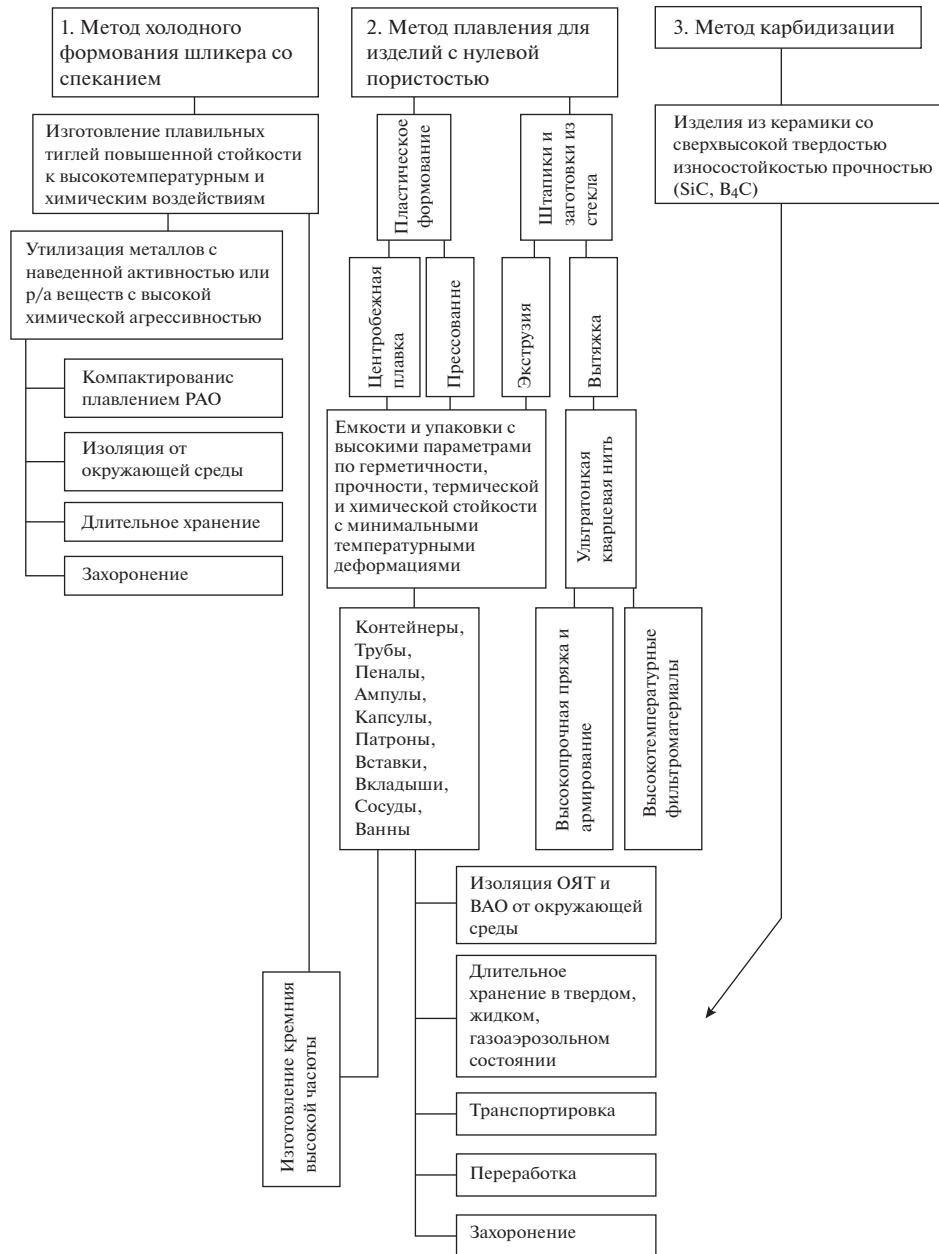 1. Метод холодного
формования шликера со
спеканием
2. Метод плавления для
изделий с нулевой
пористостью
3. Метод карбидизации
Изготовление плавильных
тиглей повышенной стойкости
к высокотемпературным и
химическим воздействиям
Пластическое
формование
Штапики и
заготовки из
стекла
Изделия из керамики со
сверхвысокой твердостью
износостойкостью прочностью
(SiC, B₄C)
Утилизация металлов с
наведенной активностью или
р/а веществ с высокой
химической агрессивностью
Центробежная
плавка
Прессованне
Экструзия
Вытяжка
Компактированис
плавлением РАО
Изоляция от
окружающей среды
Длительное хранение
Захоронение
Емкости и упаковки с
высокими параметрами
по герметичности,
прочности, термической
и химической стойкости
с минимальными
температурными
деформациями
Ультратонкая
кварцевая нить
Контейнеры,
Трубы,
Пеналы,
Ампулы,
Капсулы,
Патроны,
Вставки,
Вкладыши,
Сосуды,
Ванны
Высокопрочная пряжа и
армирование
Высокотемпературные
фильтроматериалы
Изоляция ОЯТ и
ВАО от окружающей
среды
Длительное
хранение в твердом,
жидком,
газоаэрозольном
состоянии
Изготовление кремния
высокой часюты
Транспортировка
Переработка
Захоронение